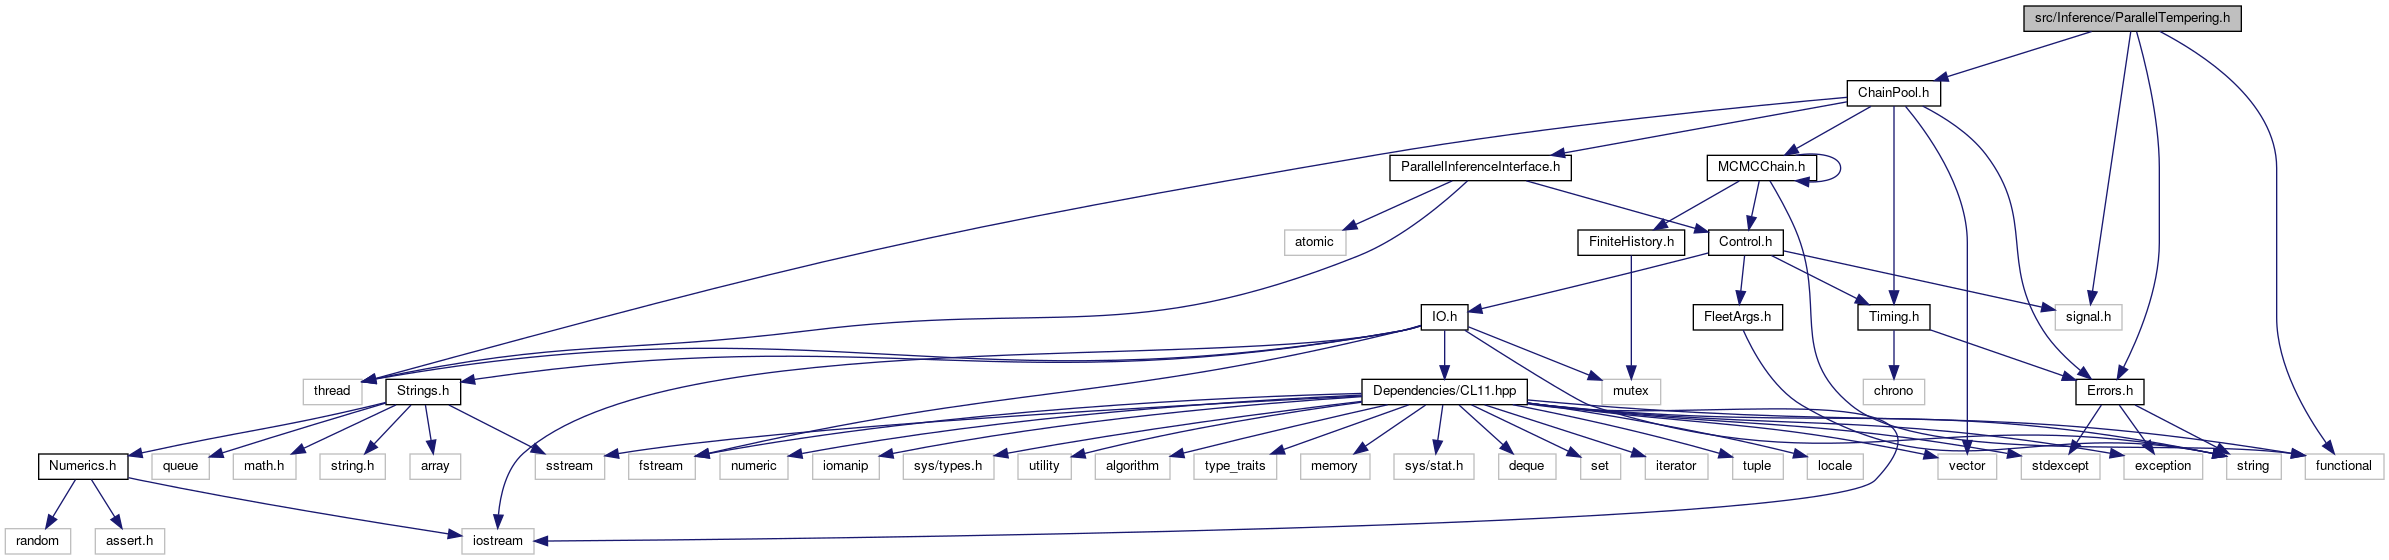 src/Inference/ParallelTempering.h
ChainPool.h
ParallelInferenceInterface.h
MCMCChain.h
atomic
FiniteHistory.h
Control.h
IO.h
FleetArgs.h
Timing.h
signal.h
thread
Strings.h
Dependencies/CL11.hpp
mutex
chrono
Errors.h
Numerics.h
queue
math.h
string.h
array
sstream
fstream
numeric
iomanip
sys/types.h
utility
algorithm
type_traits
memory
sys/stat.h
deque
set
iterator
tuple
locale
vector
stdexcept
exception
string
functional
random
assert.h
iostream